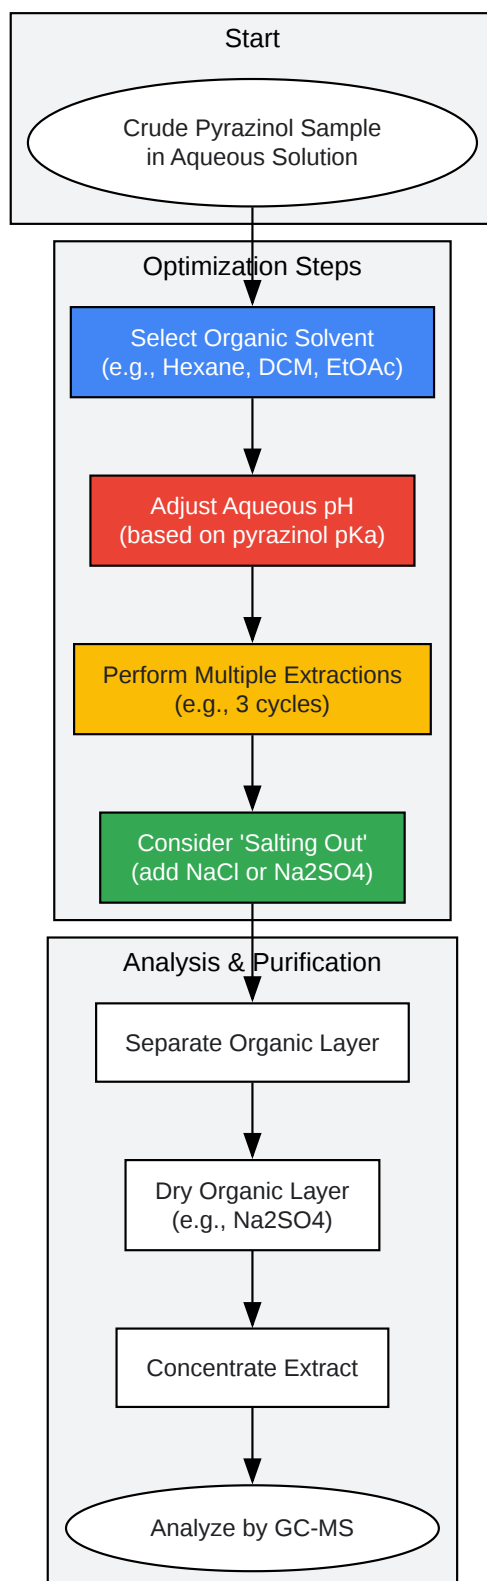 Start
Crude Pyrazinol Sample
in Aqueous Solution
Optimization Steps
Select Organic Solvent
(e.g., Hexane, DCM, EtOAc)
Adjust Aqueous pH
(based on pyrazinol pKa)
Perform Multiple Extractions
(e.g., 3 cycles)
Consider 'Salting Out'
(add NaCl or Na2SO4)
Analysis & Purification
Separate Organic Layer
Dry Organic Layer
(e.g., Na2SO4)
Concentrate Extract
Analyze by GC-MS